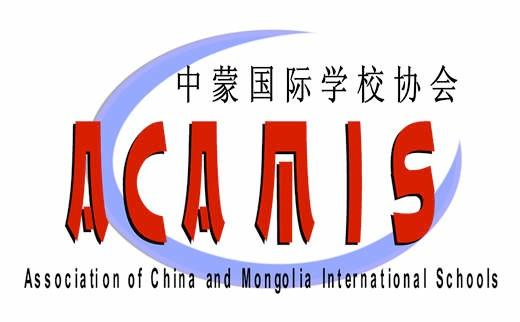 中蒙国际学校协会
ACAMIS
Association of China and Mongolia International Schools